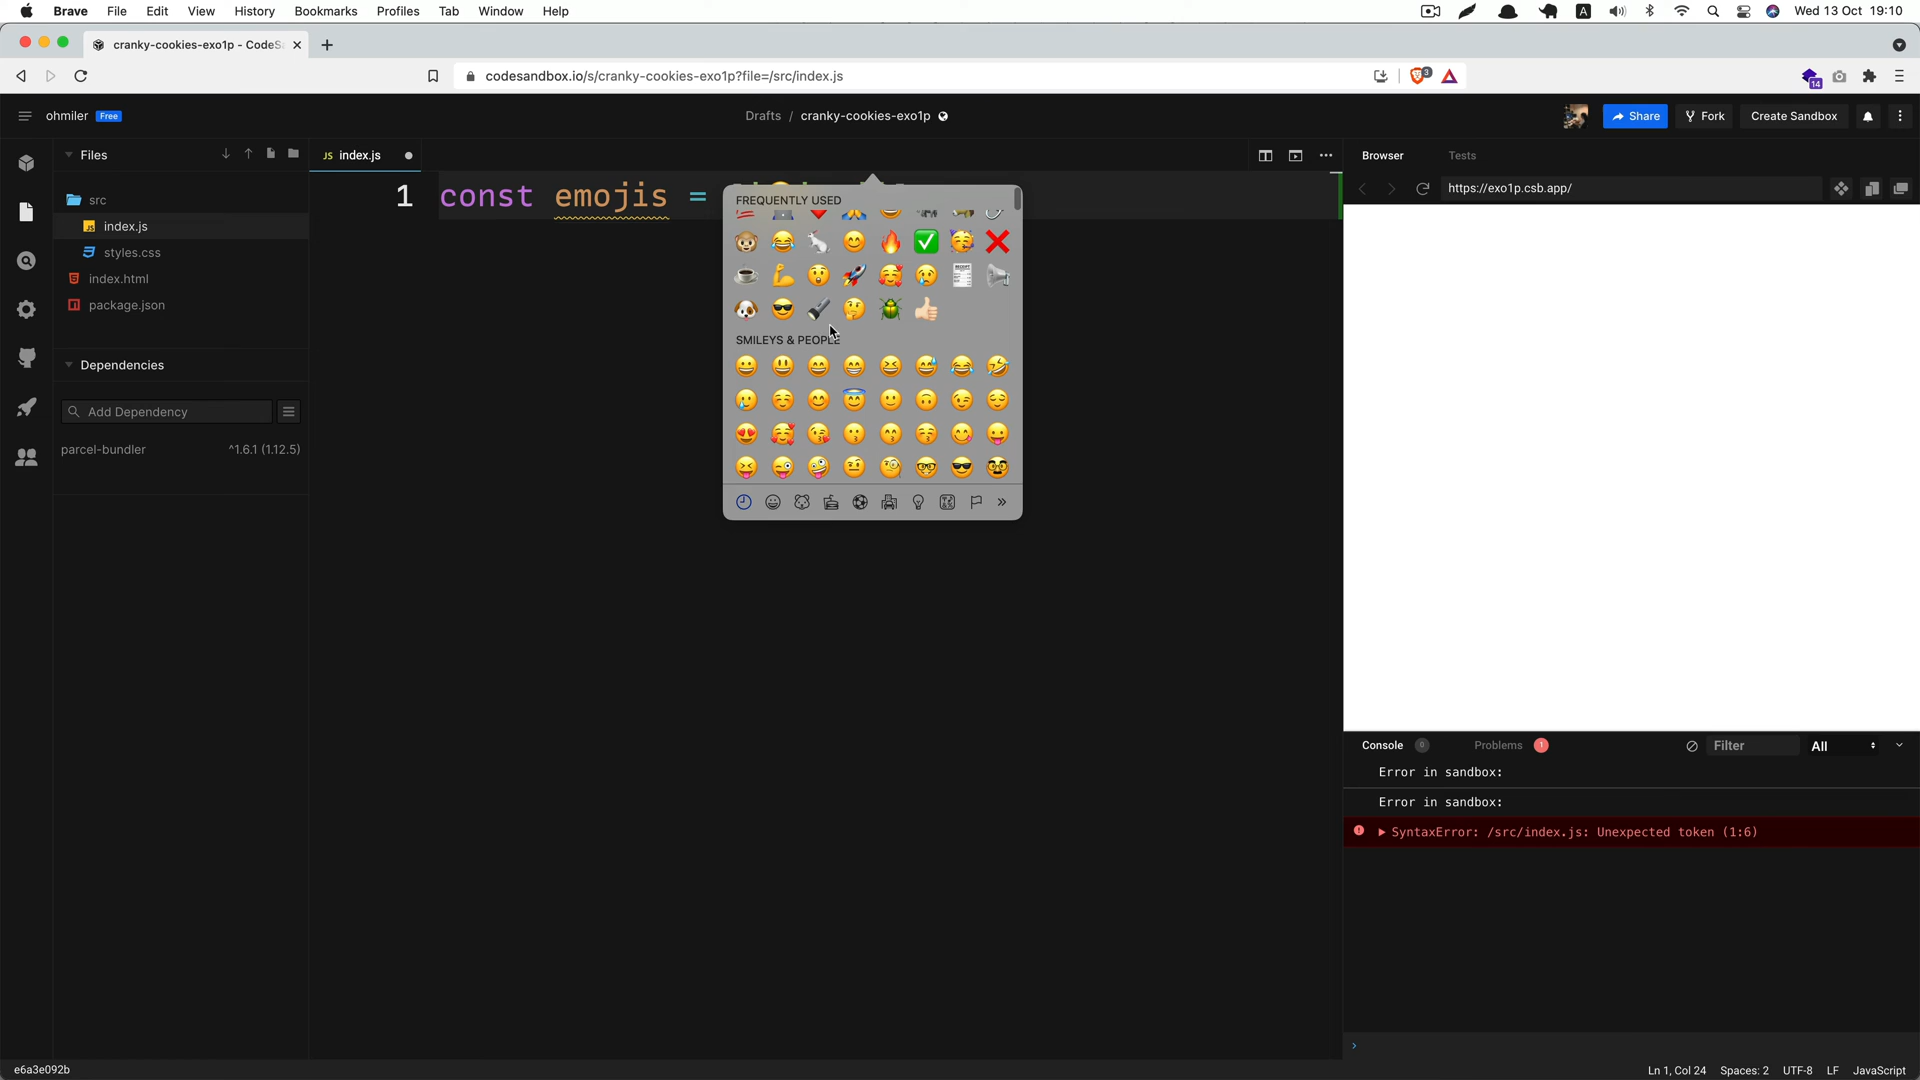 Brave File Edit View History Bookmarks Profiles Tab Window Help A Wed 13 Oct 19:10
cranky-cookies-exo1p - CodeSa
codesandbox.io/s/cranky-cookies-exo1p?file=/src/index.js 3 14
ohmiler Free Drafts / cranky-cookies-exo1p Share Fork Create Sandbox
Files
JS index.js
Browser Tests
https://exo1p.csb.app/
src
index.js
styles.css
index.html
package.json
Dependencies
Add Dependency
parcel-bundler ^1.6.1 (1.12.5)
1 const emojis =
FREQUENTLY USED
SMILEYS & PEOPLE
Console 0 Problems 1 Filter All
Error in sandbox:
Error in sandbox:
SyntaxError: /src/index.js: Unexpected token (1:6)
e6a3e092b Ln 1, Col 24 Spaces: 2 UTF-8 LF JavaScript